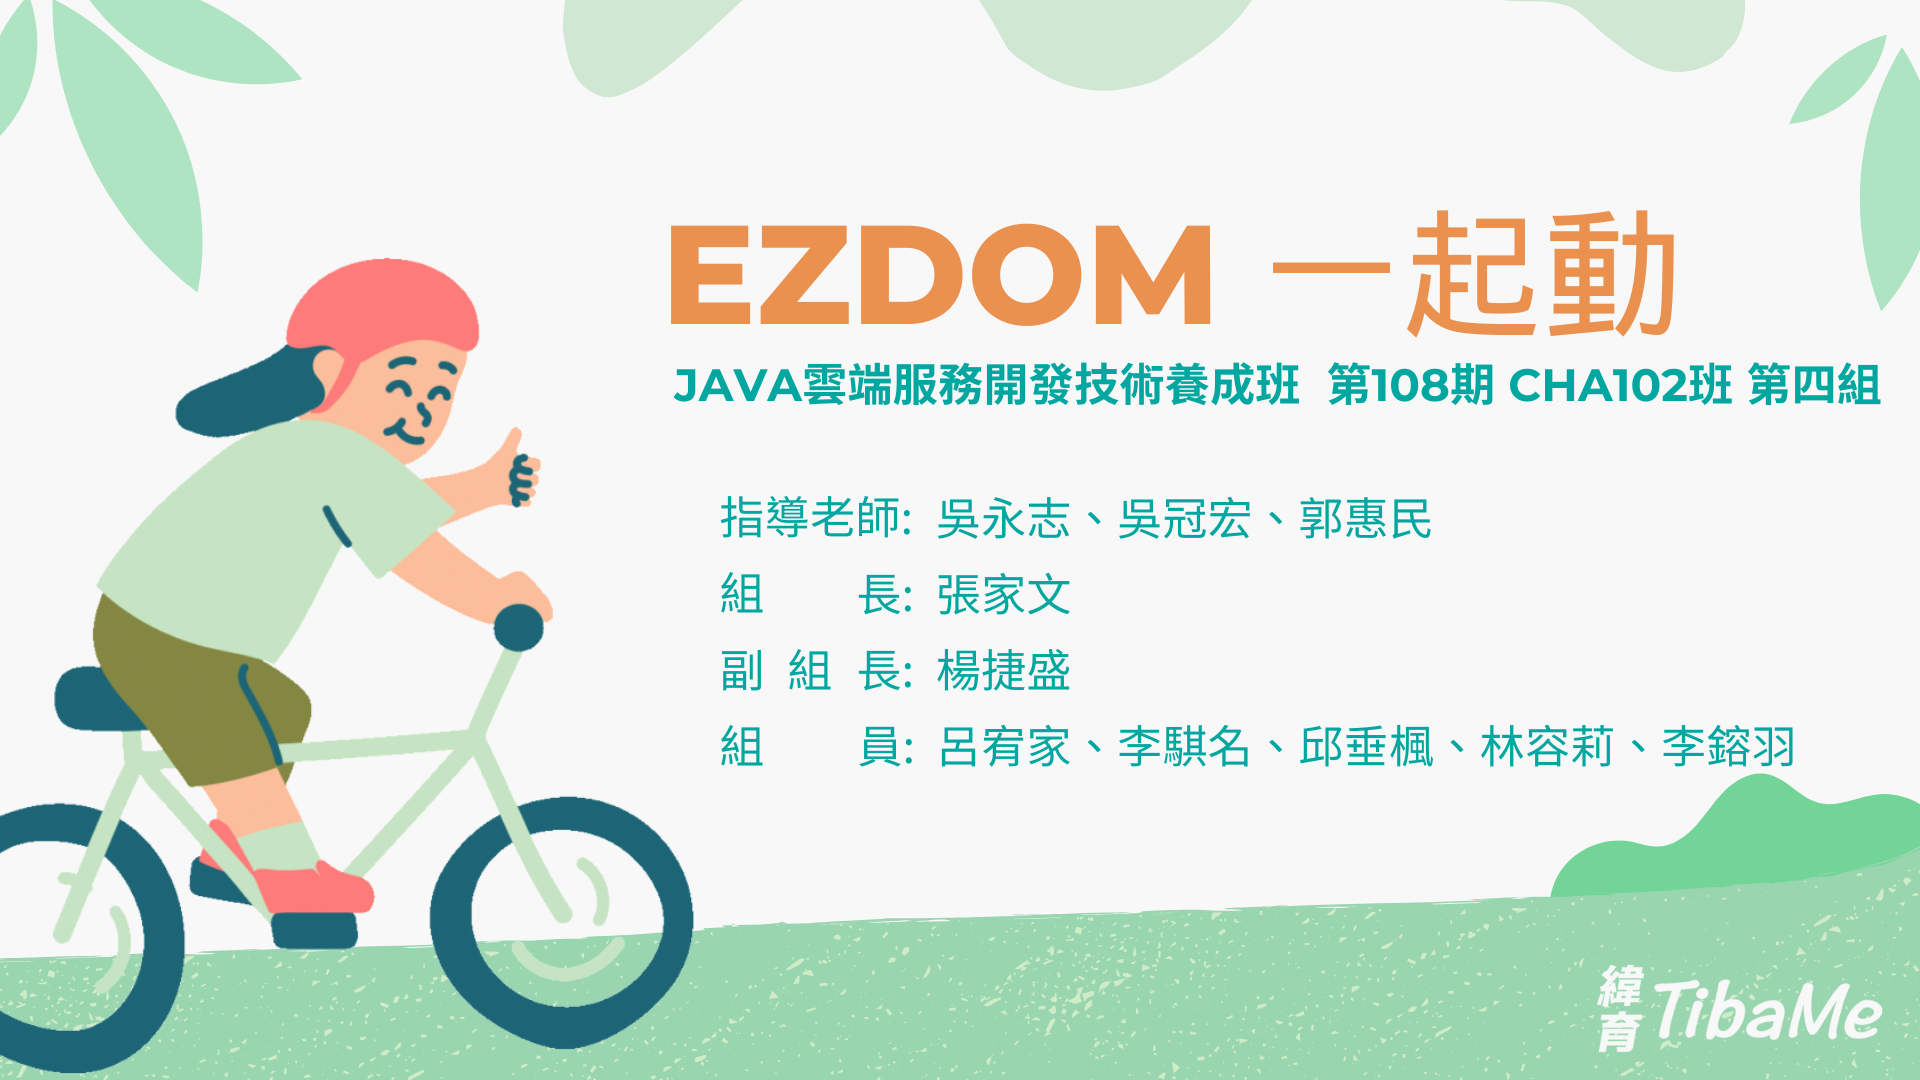 EZDOM 一起動
JAVA雲端服務開發技術養成班 第108期 CHA102班 第四組
指導老師: 吳永志、吳冠宏、郭惠民
組 長: 張家文
副 組 長: 楊捷盛
組 員: 呂宥家、李騏名、邱垂楓、林容莉、李鎔羽
緯育 TibaMe